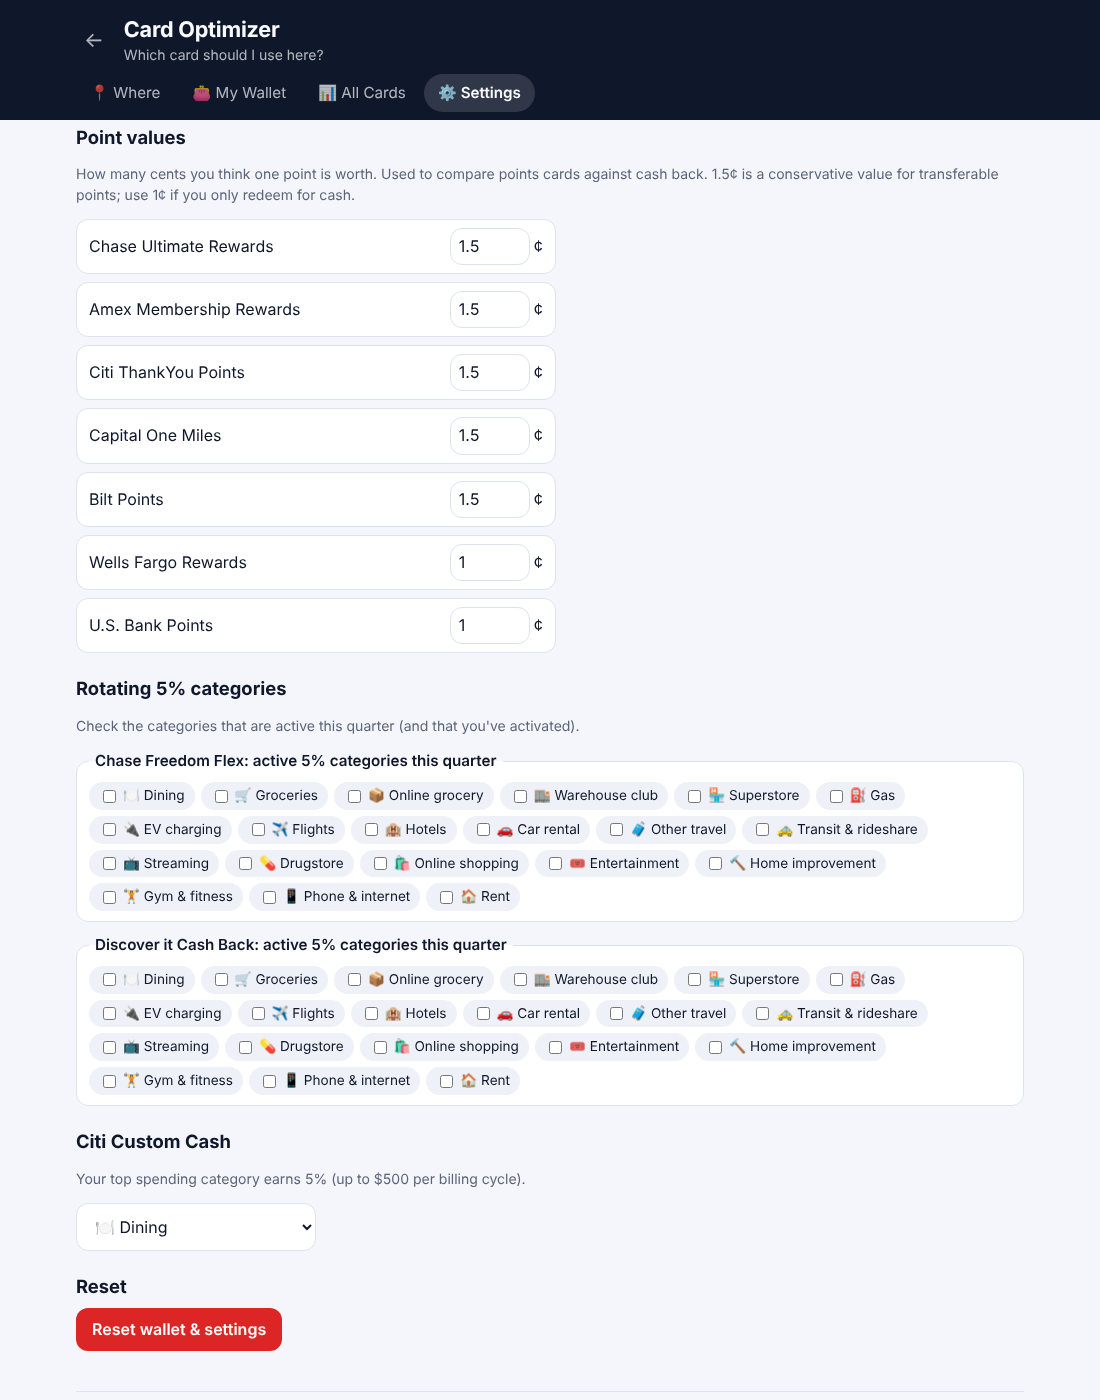 Card Optimizer
Which card should I use here?
Where
My Wallet
All Cards
Settings
Point values
How many cents you think one point is worth. Used to compare points cards against cash back. 1.5¢ is a conservative value for transferable
points; use 1¢ if you only redeem for cash.
Chase Ultimate Rewards 1.5 ¢
Amex Membership Rewards 1.5 ¢
Citi ThankYou Points 1.5 ¢
Capital One Miles 1.5 ¢
Bilt Points 1.5 ¢
Wells Fargo Rewards 1 ¢
U.S. Bank Points 1 ¢
Rotating 5% categories
Check the categories that are active this quarter (and that you've activated).
Chase Freedom Flex: active 5% categories this quarter
Dining Groceries Online grocery Warehouse club Superstore Gas
EV charging Flights Hotels Car rental Other travel Transit & rideshare
Streaming Drugstore Online shopping Entertainment Home improvement
Gym & fitness Phone & internet Rent
Discover it Cash Back: active 5% categories this quarter
Dining Groceries Online grocery Warehouse club Superstore Gas
EV charging Flights Hotels Car rental Other travel Transit & rideshare
Streaming Drugstore Online shopping Entertainment Home improvement
Gym & fitness Phone & internet Rent
Citi Custom Cash
Your top spending category earns 5% (up to $500 per billing cycle).
Dining
Reset
Reset wallet & settings